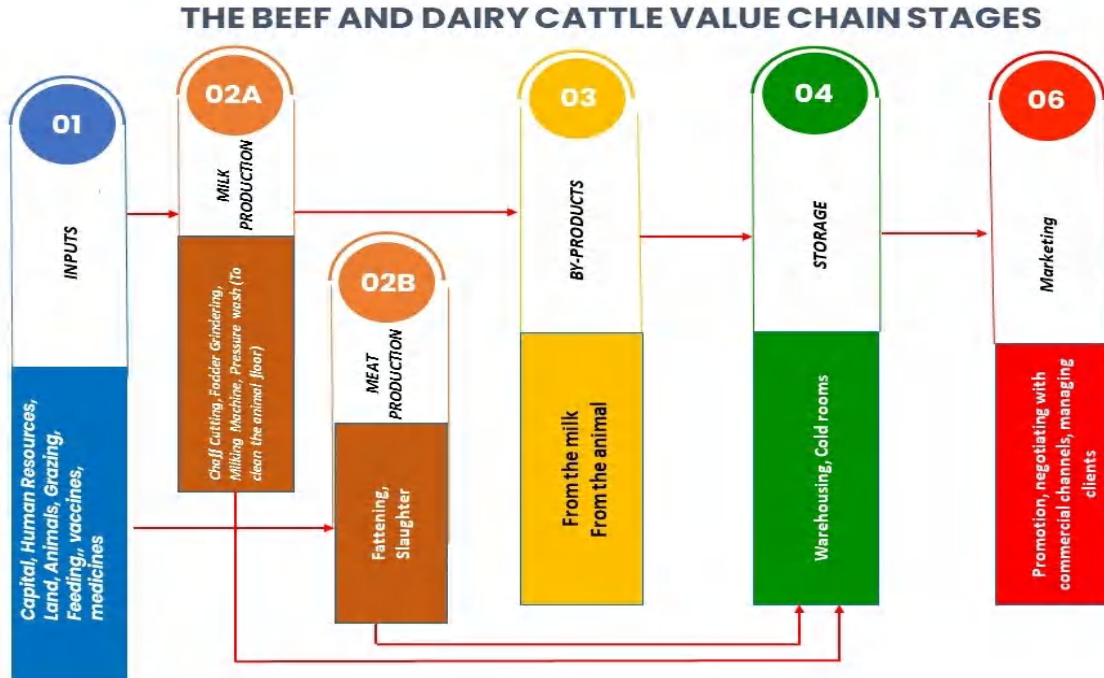 THE BEEF AND DAIRY CATTLE VALUE CHAIN STAGES
01
INPUTS
Capital, Human Resources,
Land, Animals, Grazing,
Feeding,, vaccines,
medicines
02A
MILK
PRODUCTION
Chaff Cutting, Fodder Grindering,
Milking Machine, Pressure wash (To
clean the animal floor)
02B
MEAT
PRODUCTION
Fattening,
Slaughter
03
BY-PRODUCTS
From the milk
From the animal
04
STORAGE
Warehousing, Cold rooms
06
Marketing
Promotion, negotiating with
commercial channels, managing
clients